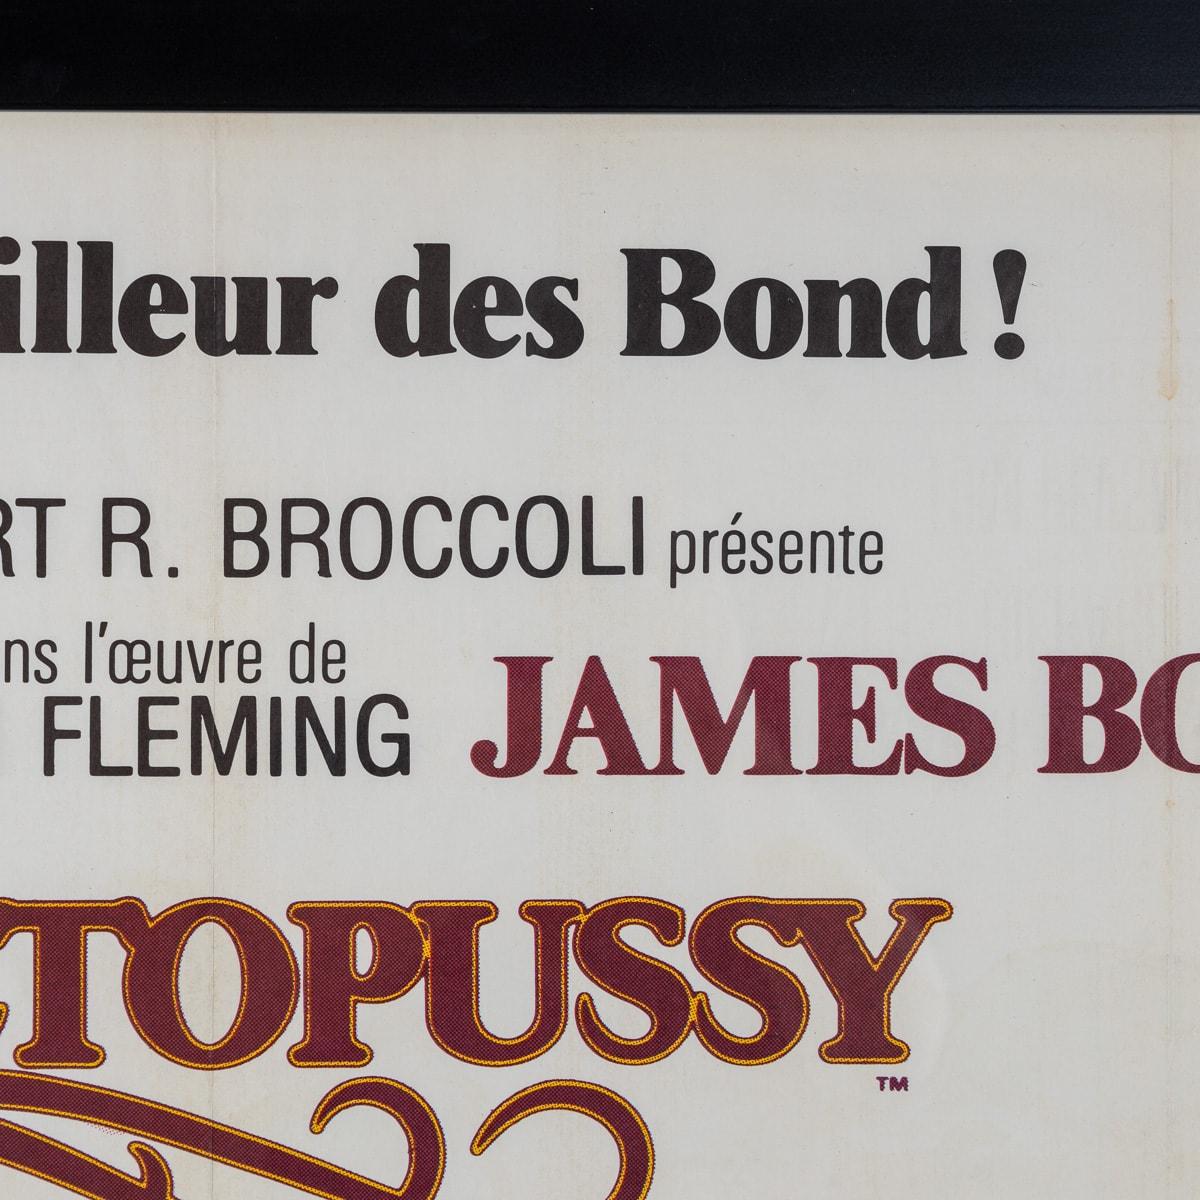 illeur des Bond !
RT R. BROCCOLI présente
ns l'œuvre de
FLEMING JAMES BO
TOPUSSY
TM